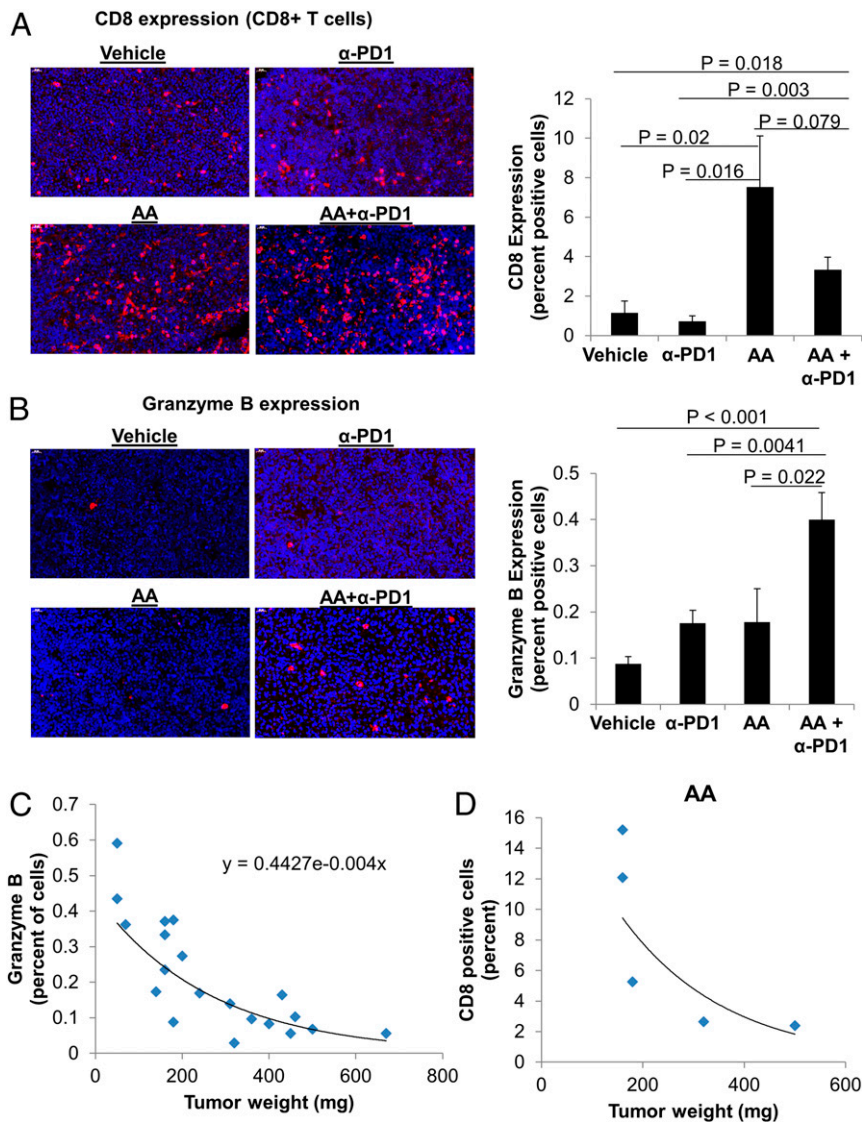 A
CD8 expression (CD8+ T cells)
Vehicle
α-PD1
AA
AA+α-PD1
P = 0.018
P = 0.003
P = 0.079
P = 0.02
P = 0.016
12
10
8
6
4
2
0
CD8 Expression
(percent positive cells)
Vehicle
α-PD1
AA
AA +
α-PD1
B
Granzyme B expression
Vehicle
α-PD1
AA
AA+α-PD1
P < 0.001
P = 0.0041
P = 0.022
0.5
0.4
0.3
0.2
0.1
0
Granzyme B Expression
(percent positive cells)
Vehicle
α-PD1
AA
AA +
α-PD1
C
0.7
0.6
0.5
0.4
0.3
0.2
0.1
0
Granzyme B
(percent of cells)
y = 0.4427e-0.004x
0
200
400
600
800
Tumor weight (mg)
D
AA
16
14
12
10
8
6
4
2
0
CD8 positive cells
(percent)
0
200
400
600
Tumor weight (mg)